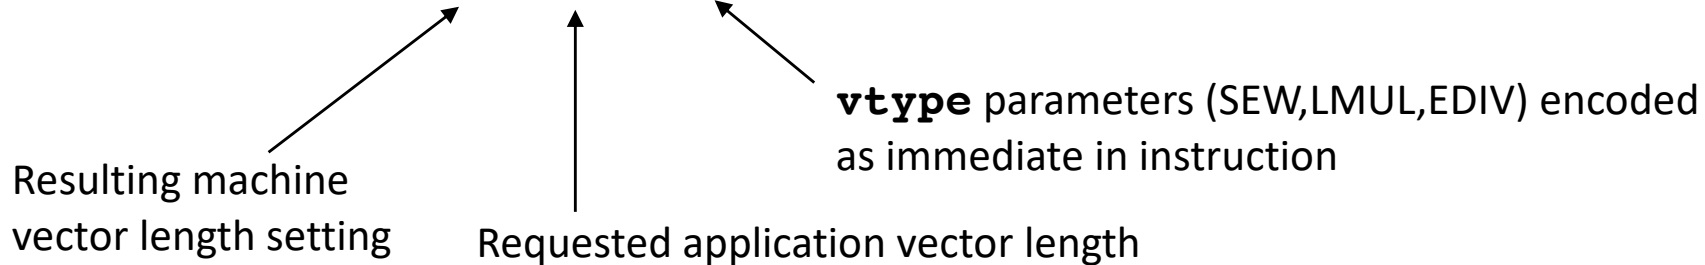 vtype parameters (SEW,LMUL,EDIV) encoded
as immediate in instruction
Resulting machine
vector length setting
Requested application vector length